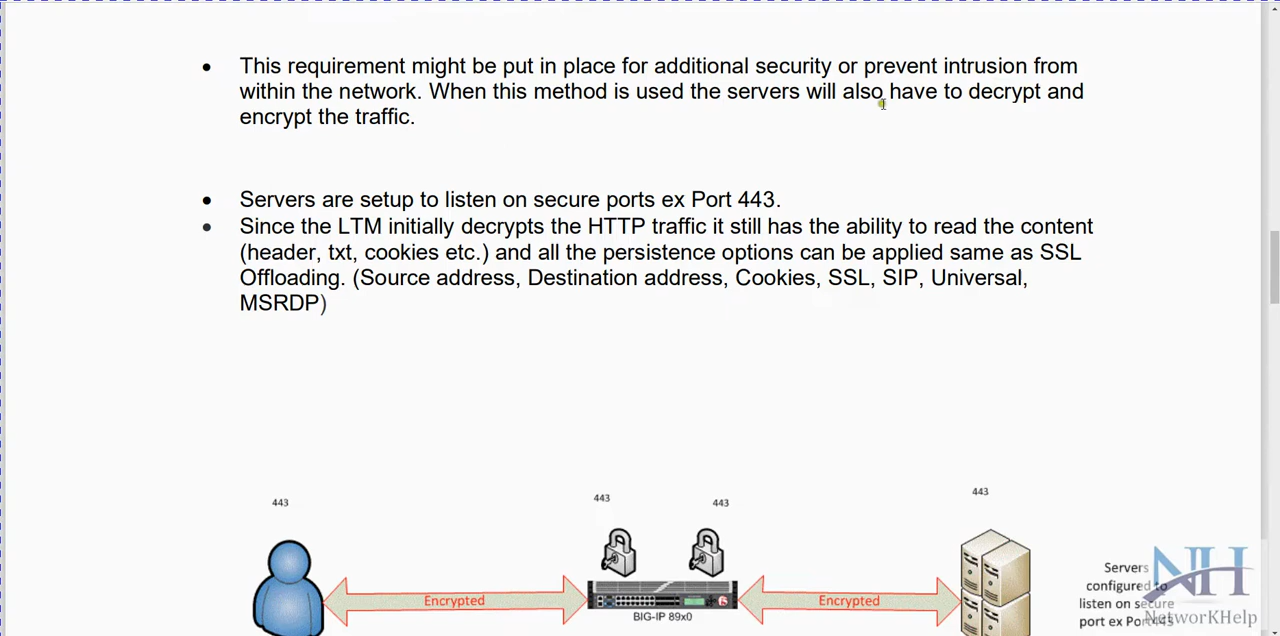 This requirement might be put in place for additional security or prevent intrusion from
within the network. When this method is used the servers will also have to decrypt and
encrypt the traffic.
Servers are setup to listen on secure ports ex Port 443.
Since the LTM initially decrypts the HTTP traffic it still has the ability to read the content
(header, txt, cookies etc.) and all the persistence options can be applied same as SSL
Offloading. (Source address, Destination address, Cookies, SSL, SIP, Universal,
MSRDP)
443
443
443
443
Encrypted
BIG-IP 89x0
Encrypted
Servers
configured to
listen on secure
port ex Port 443
NH
NetworKHelp